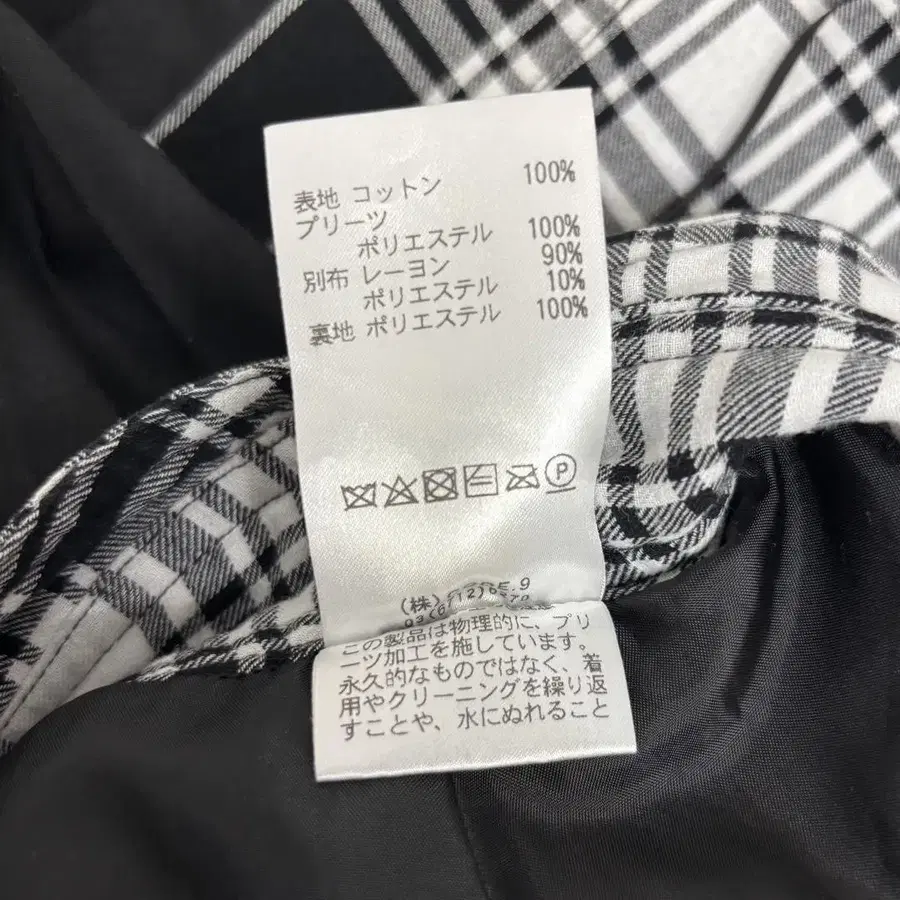 表地 コットン 100%
プリーツ
ポリエステル 100%
別布 レーヨン 90%
ポリエステル 10%
裏地 ポリエステル 100%
P
(株)
この製品は物理的に、プリ
ーツ加工を施しています。
永久的なものではなく、着
用やクリーニングを繰り返
すことや、水にぬれること